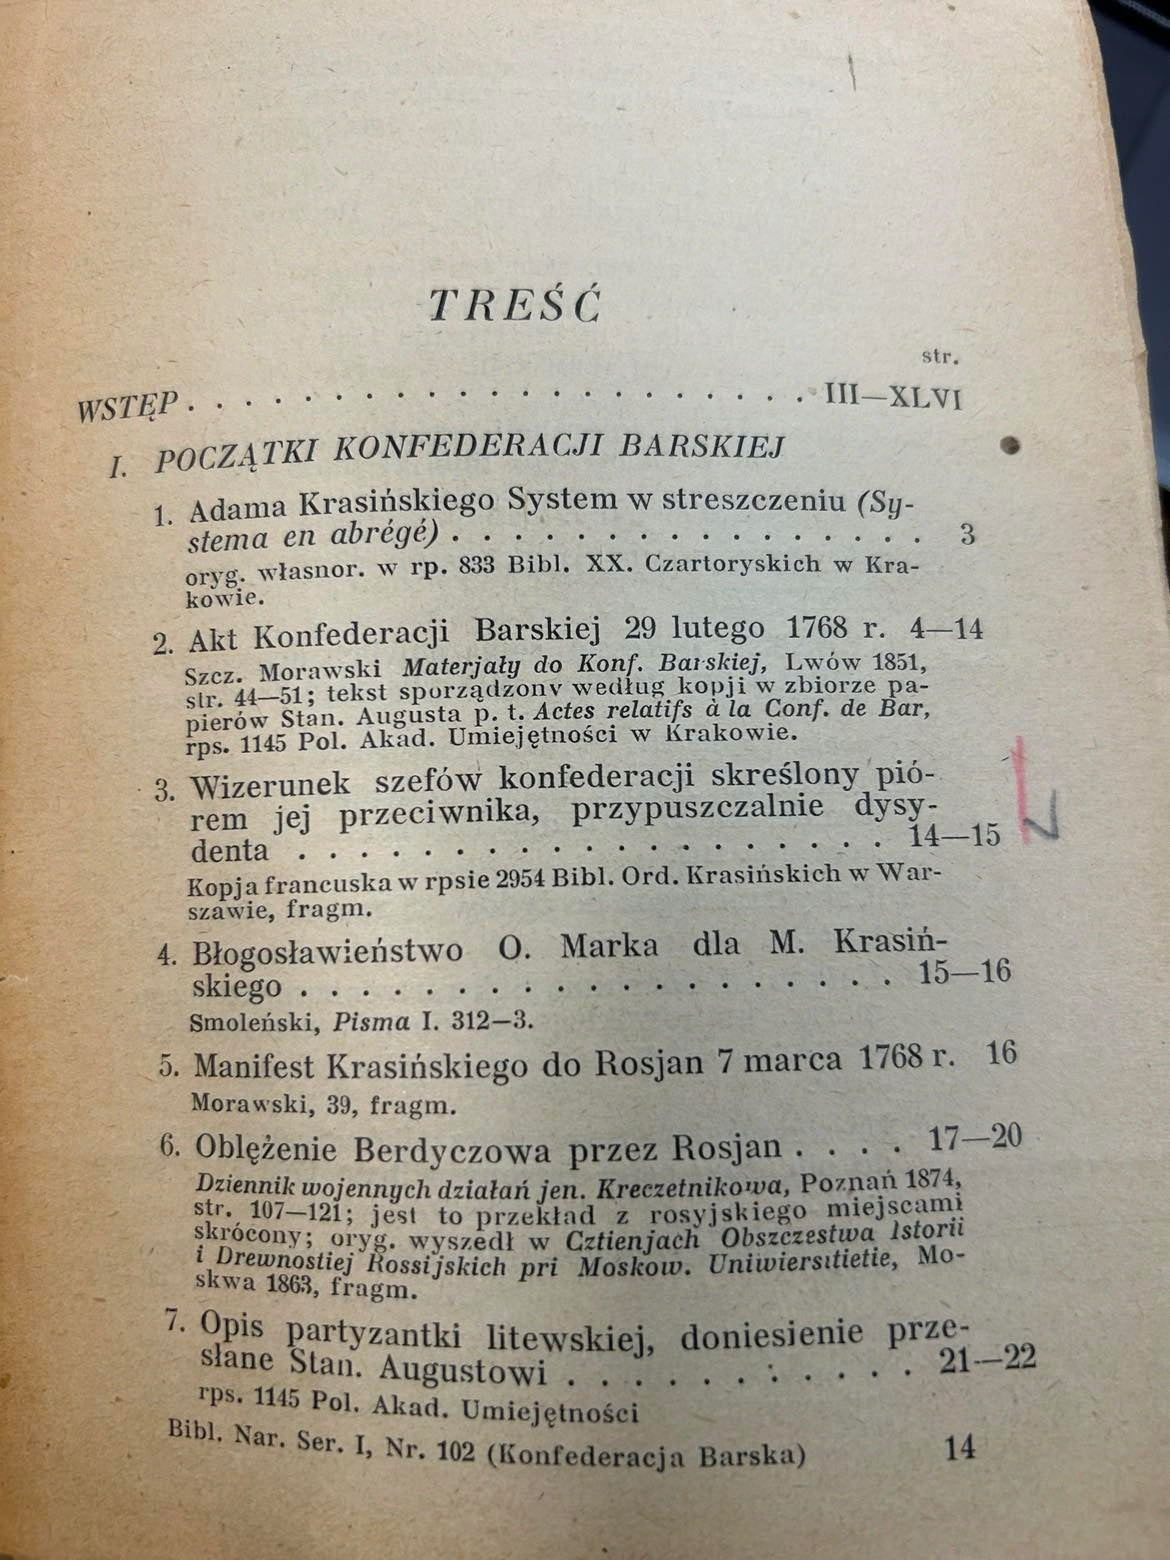 TREŚĆ
str.
WSTĘP . . . . . . . . . . . . . . . . . . . . . . III—XLVI
I. POCZĄTKI KONFEDERACJI BARSKIEJ
1. Adama Krasińskiego System w streszczeniu (Sy-
stema en abrégé) . . . . . . . . . . . . . . . . 3
oryg. własnor. w rp. 833 Bibl. XX. Czartoryskich w Kra-
kowie.
2. Akt Konfederacji Barskiej 29 lutego 1768 r. 4—14
Szcz. Morawski Materjały do Konf. Barskiej, Lwów 1851,
str. 44—51; tekst sporządzony według kopji w zbiorze pa-
pierów Stan. Augusta p. t. Actes relatifs à la Conf. de Bar,
rps. 1145 Pol. Akad. Umiejętności w Krakowie.
3. Wizerunek szefów konfederacji skreślony pió-
rem jej przeciwnika, przypuszczalnie dysy-
denta . . . . . . . . . . . . . . . . . . . 14—15
Kopja francuska w rpsie 2954 Bibl. Ord. Krasińskich w War-
szawie, fragm.
4. Błogosławieństwo O. Marka dla M. Krasiń-
skiego . . . . . . . . . . . . . . . . . . . 15—16
Smoleński, Pisma I. 312—3.
5. Manifest Krasińskiego do Rosjan 7 marca 1768 r. 16
Morawski, 39, fragm.
6. Oblężenie Berdyczowa przez Rosjan . . . . 17—20
Dziennik wojennych działań jen. Kreczetnikowa, Poznań 1874,
str. 107—121; jest to przekład z rosyjskiego miejscami
skrócony; oryg. wyszedł w Cztienjach Obszczestwa Istorii
i Drewnostiej Rossijskich pri Moskow. Uniwiersitietie, Mo-
skwa 1863, fragm.
7. Opis partyzantki litewskiej, doniesienie prze-
słane Stan. Augustowi . . . . . . . . . . . . 21—22
rps. 1145 Pol. Akad. Umiejętności
Bibl. Nar. Ser. I, Nr. 102 (Konfederacja Barska) 14